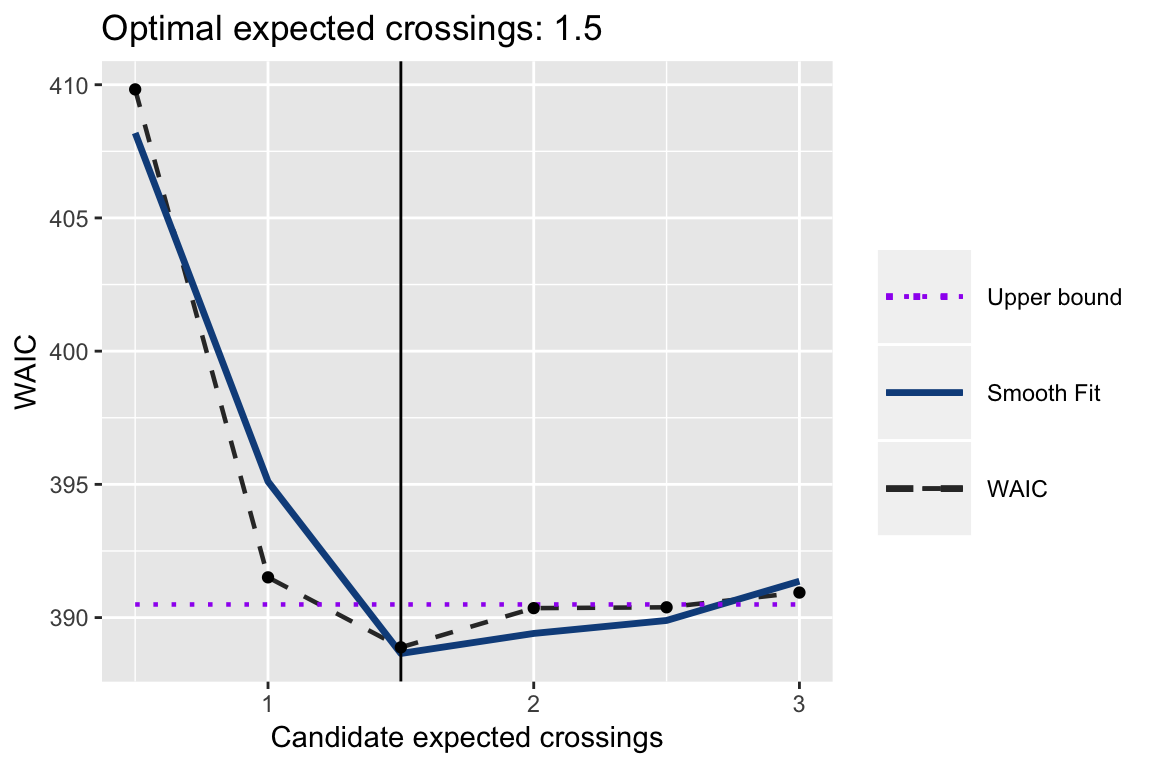 Optimal expected crossings: 1.5
410
405
400
395
390
WAIC
1
2
3
Candidate expected crossings
Upper bound
Smooth Fit
WAIC